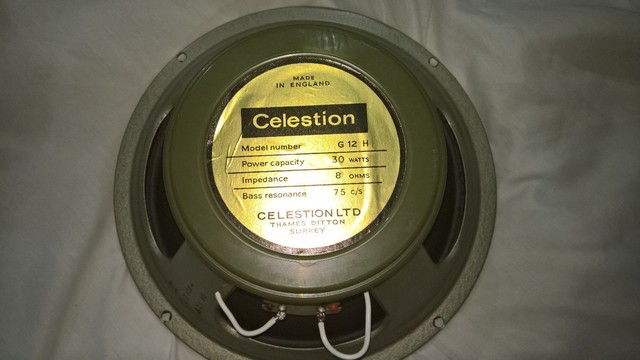 MADE
IN ENGLAND
Celestion
Model number G 12 H
Power capacity 30 WATTS
Impedance 8 OHMS
Bass resonance 75 c/s
CELESTION LTD
THAMES DITTON
SURREY